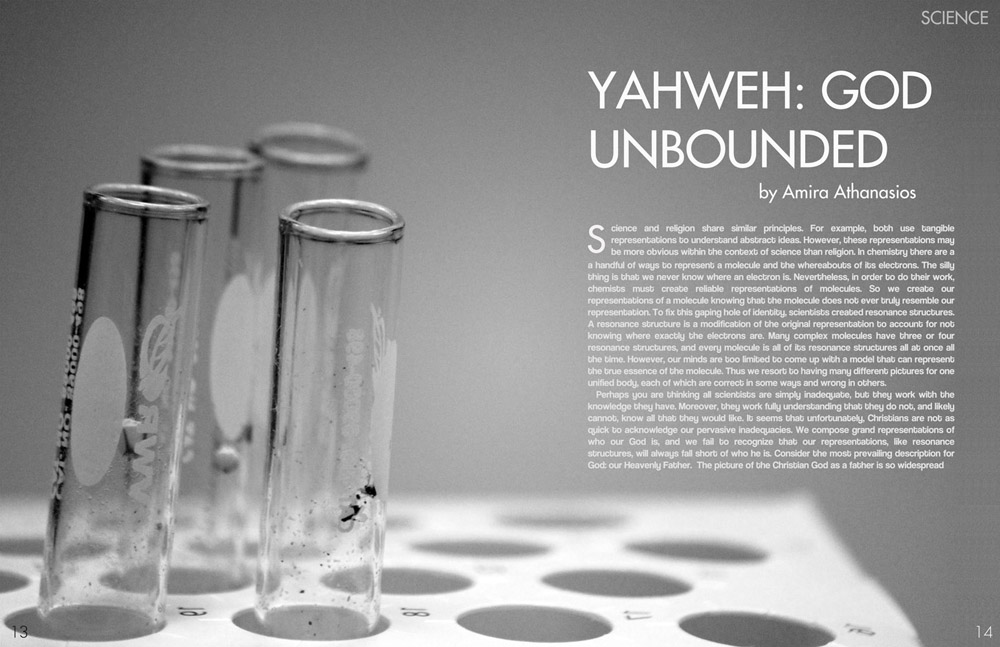 SCIENCE
YAHWEH: GOD
UNBOUNDED
by Amira Athanasios
Science and religion share similar principles. For example, both use tangible
representations to understand abstract ideas. However, these representations may
be more obvious within the context of science than religion. In chemistry there are a
a handful of ways to represent a molecule and the whereabouts of its electrons. The silly
thing is that we never know where an electron is. Nevertheless, in order to do their work,
chemists must create reliable representations of molecules. So we create our
representations of a molecule knowing that the molecule does not ever truly resemble our
representation. To fix this gaping hole of identity, scientists created resonance structures.
A resonance structure is a modification of the original representation to account for not
knowing where exactly the electrons are. Many complex molecules have three or four
resonance structures, and every molecule is all of its resonance structures all at once all
the time. However, our minds are too limited to come up with a model that can represent
the true essence of the molecule. Thus we resort to having many different pictures for one
unified body, each of which are correct in some ways and wrong in others.
Perhaps you are thinking all scientists are simply inadequate, but they work with the
knowledge they have. Moreover, they work fully understanding that they do not, and likely
cannot, know all that they would like. It seems that unfortunately, Christians are not as
quick to acknowledge our pervasive inadequacies. We compose grand representations of
who our God is, and we fail to recognize that our representations, like resonance
structures, will always fall short of who he is. Consider the most prevailing description for
God: our Heavenly Father. The picture of the Christian God as a father is so widespread
18
17
13
14